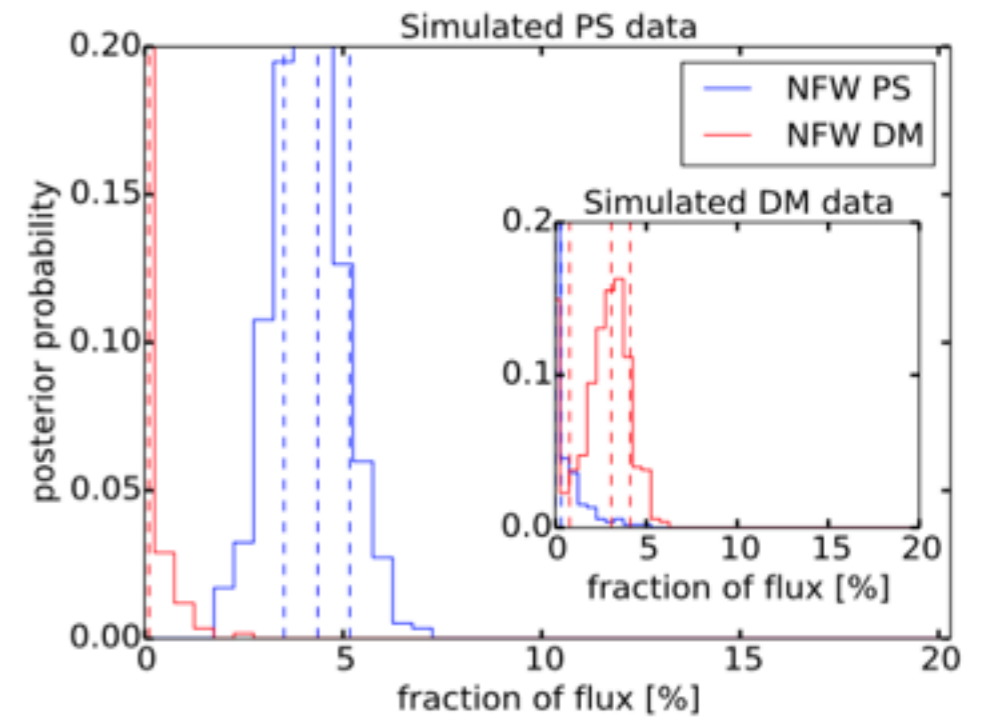 Simulated PS data
0.20
0.15
0.10
0.05
0.00
posterior probability
0
5
10
15
20
fraction of flux [%]
NFW PS
NFW DM
Simulated DM data
0.2
0.1
0.0
0
5
10
15
20
fraction of flux [%]